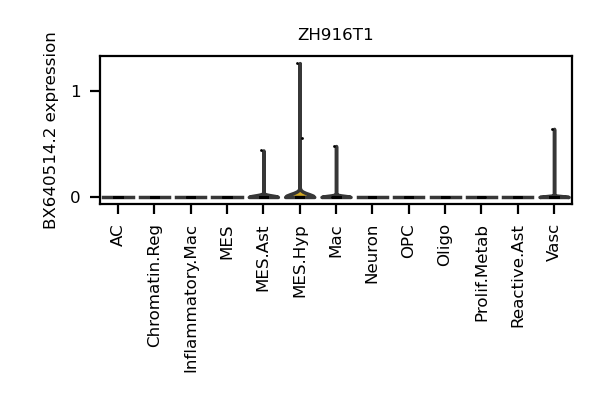 ZH916T1
BX640514.2 expression
1
0
AC
Chromatin.Reg
Inflammatory.Mac
MES
MES.Ast
MES.Hyp
Mac
Neuron
OPC
Oligo
Prolif.Metab
Reactive.Ast
Vasc